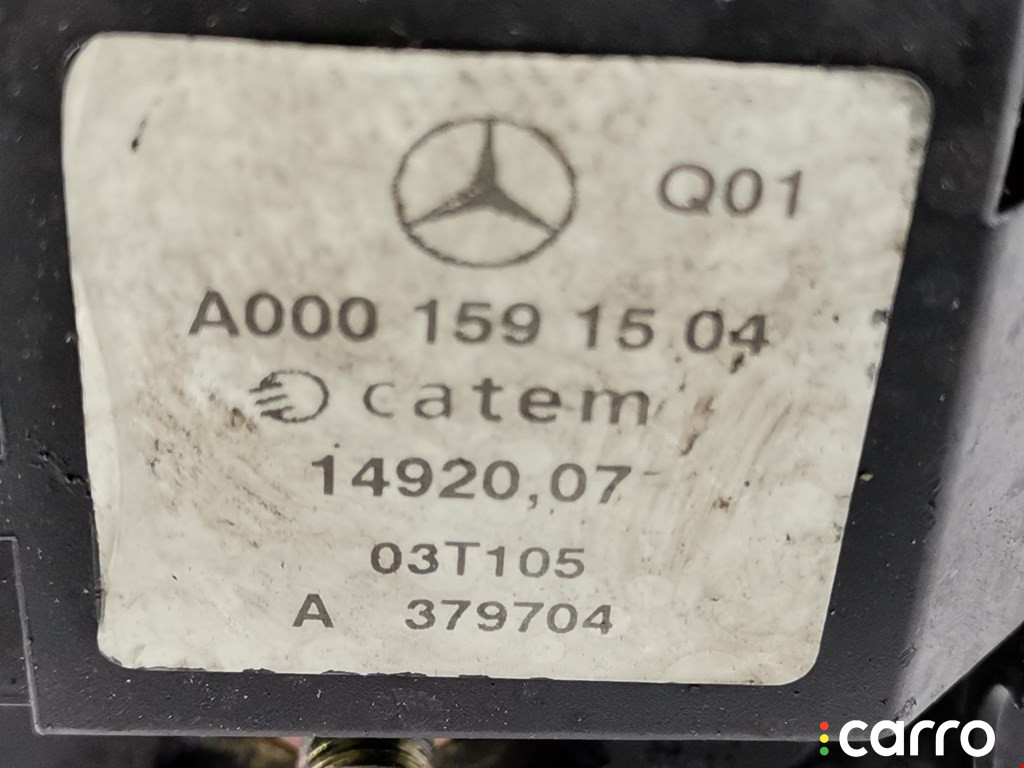 Q01
A000 159 15 04
catem
14920,07
03T105
A 379704
carro